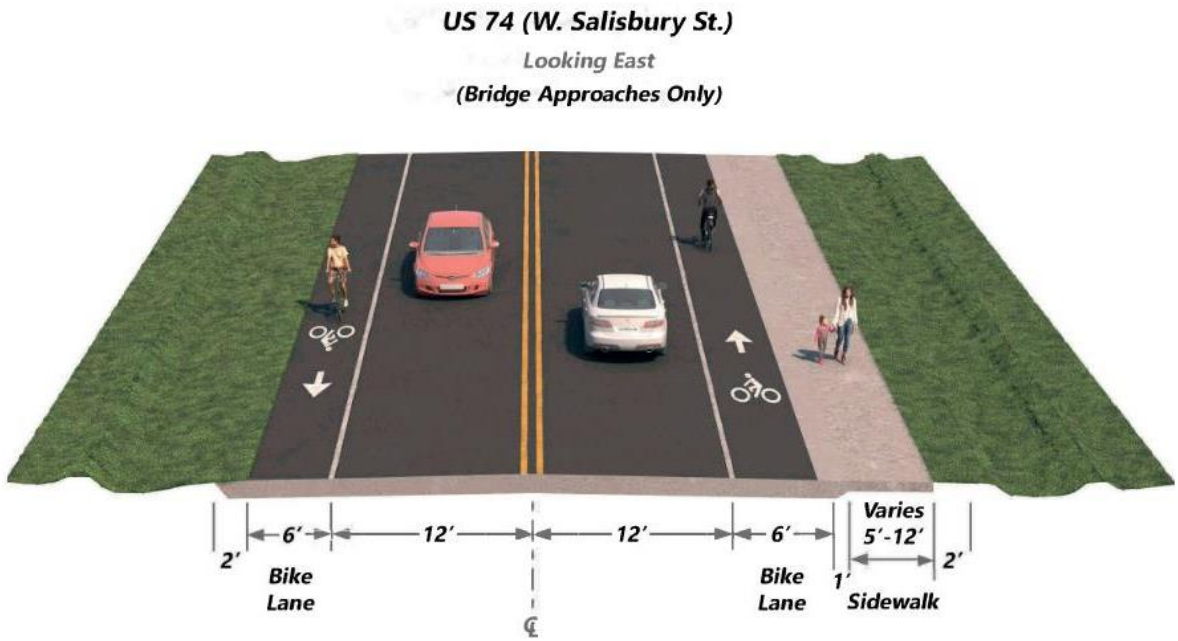 US 74 (W. Salisbury St.)
Looking East
(Bridge Approaches Only)
2' 6' 12' 12' 6' 1' Varies 5'-12' 2'
Bike Lane
Bike Lane
Sidewalk
℄